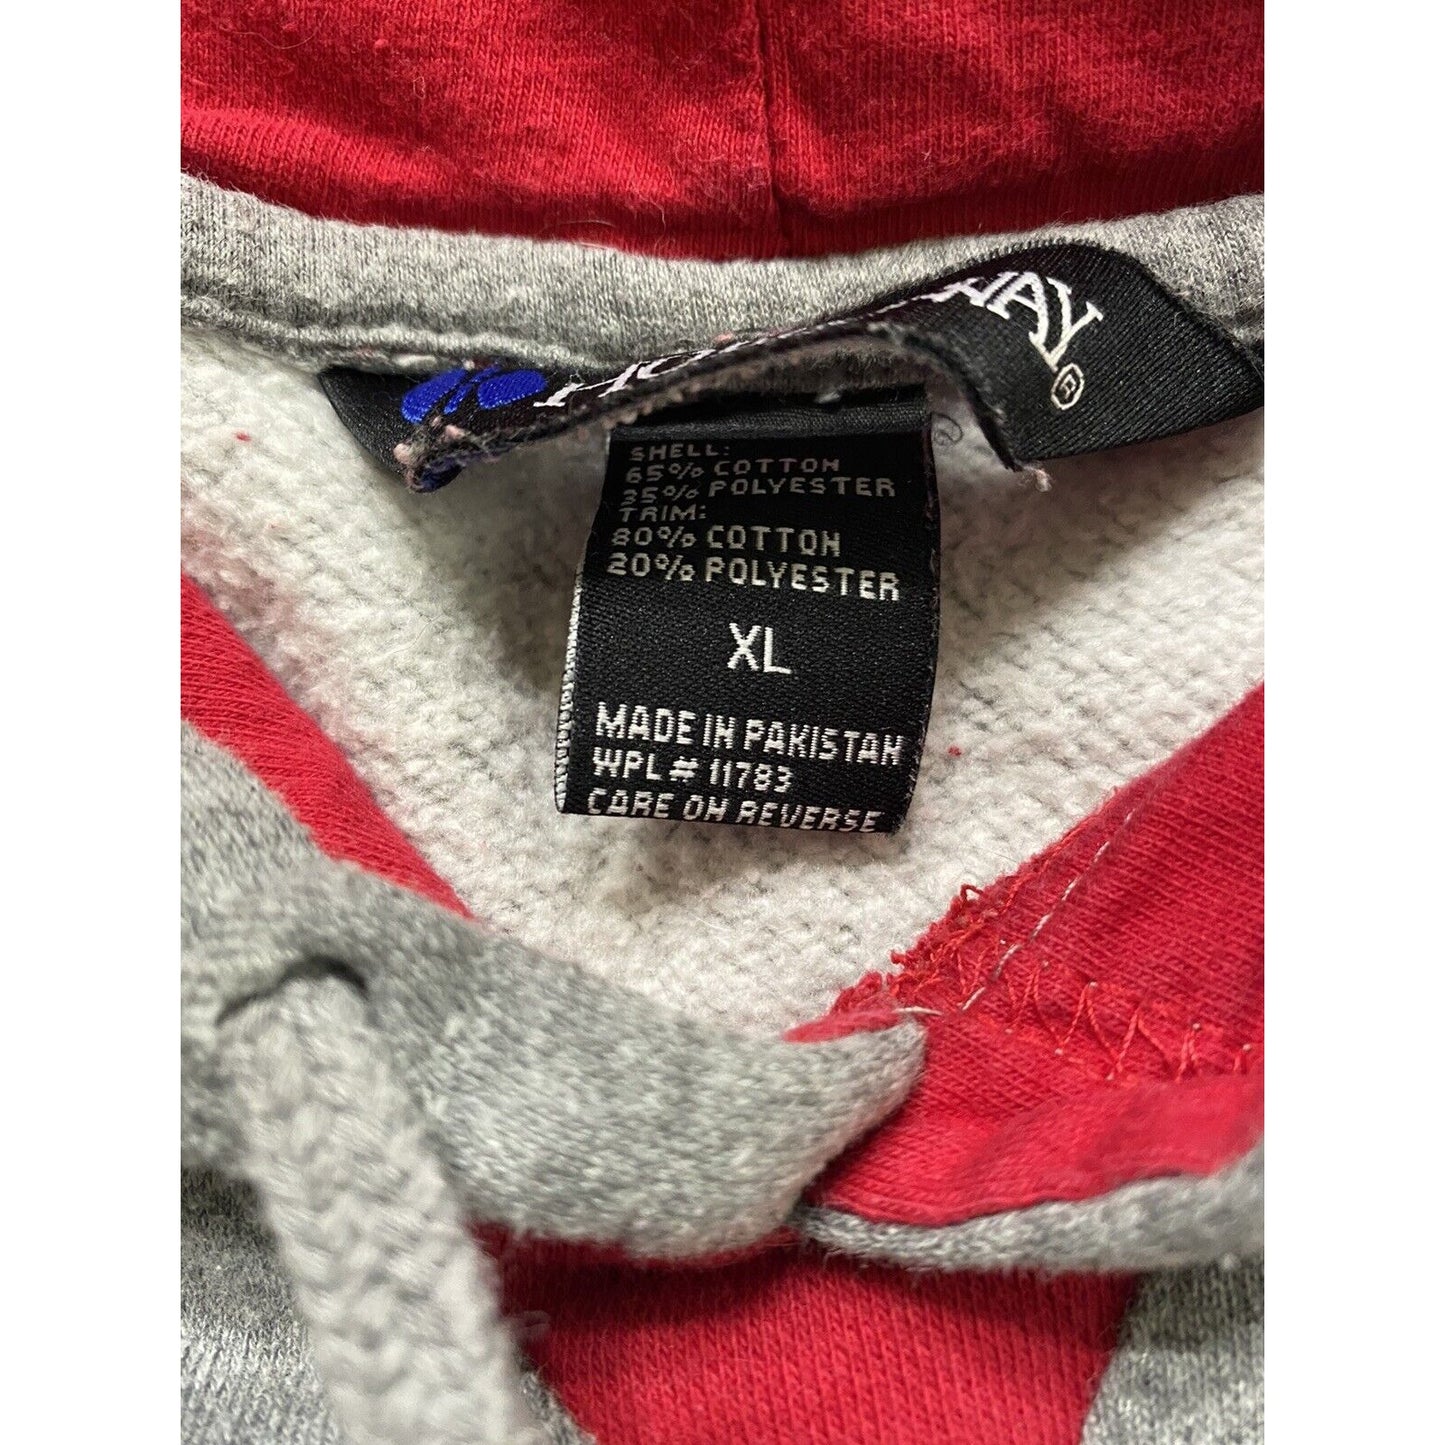 WAY®
SHELL:
65% COTTON
35% POLYESTER
TRIM:
80% COTTON
20% POLYESTER
XL
MADE IN PAKISTAN
WPL # 11783
CARE ON REVERSE